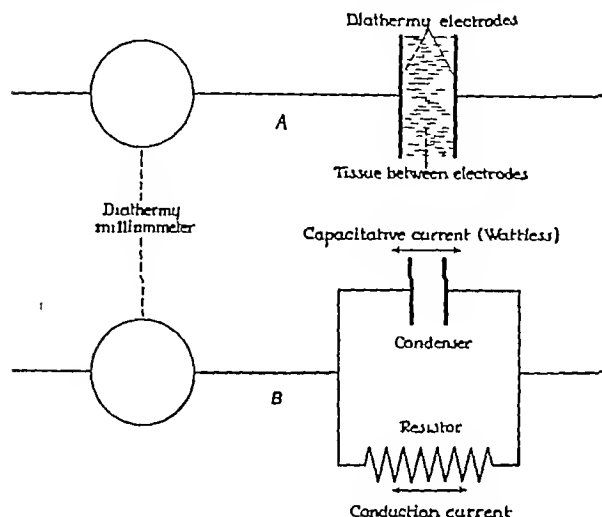 Diathermy electrodes
A
Tissue between electrodes
Diathermy
milliammeter
Capacitative current (Wattless)
Condenser
B
Resistor
Conduction current